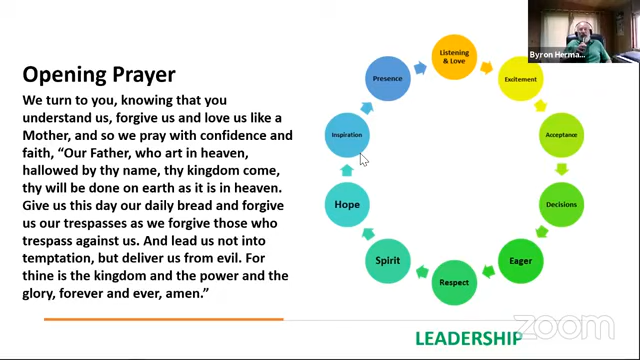 Opening Prayer
We turn to you, knowing that you
understand us, forgive us and love us like a
Mother, and so we pray with confidence and
faith, “Our Father, who art in heaven,
hallowed by thy name, thy kingdom come,
thy will be done on earth as it is in heaven.
Give us this day our daily bread and forgive
us our trespasses as we forgive those who
trespass against us. And lead us not into
temptation, but deliver us from evil. For
thine is the kingdom and the power and the
glory, forever and ever, amen.”
Listening
& Love
Excitement
Acceptance
Decisions
Eager
Respect
Spirit
Hope
Inspiration
Presence
Byron Herma...
LEADERSHIP
zoom